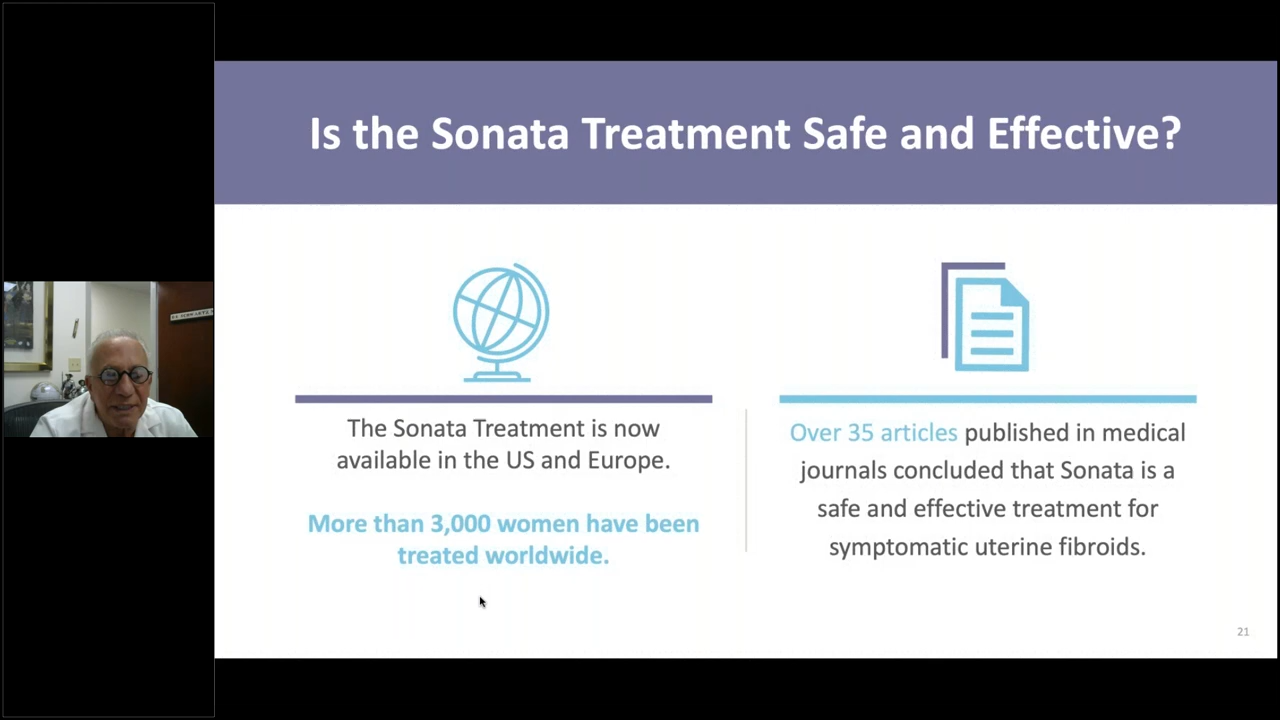 Is the Sonata Treatment Safe and Effective?
The Sonata Treatment is now
available in the US and Europe.
More than 3,000 women have been
treated worldwide.
Over 35 articles published in medical
journals concluded that Sonata is a
safe and effective treatment for
symptomatic uterine fibroids.
21